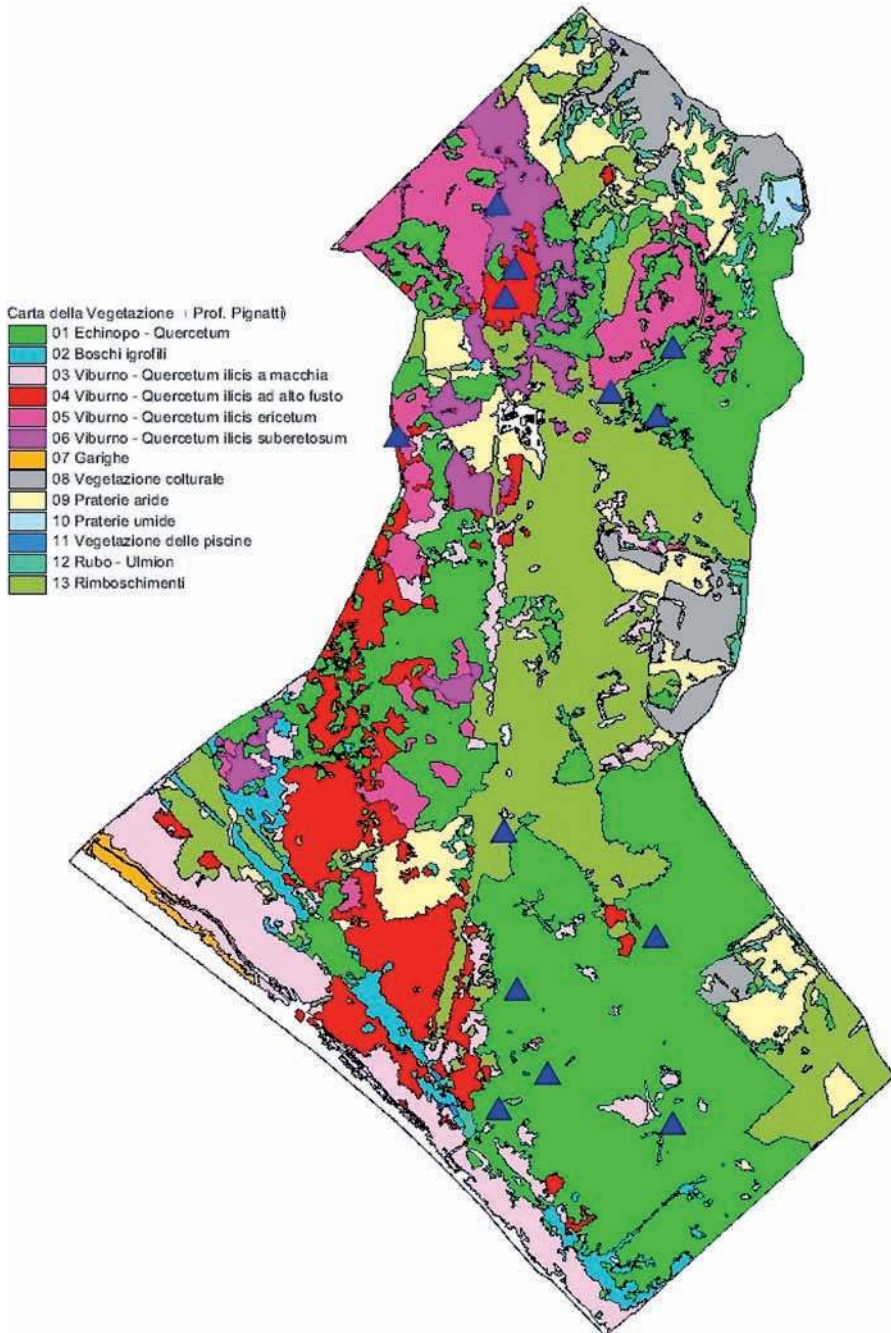 Carta della Vegetazione ( Prof. Pignatti)
01 Echinopo - Quercetum
02 Boschi igrofili
03 Viburno - Quercetum ilicis a macchia
04 Viburno - Quercetum ilicis ad alto fusto
05 Viburno - Quercetum ilicis ericetum
06 Viburno - Quercetum ilicis suberetosum
07 Garighe
08 Vegetazione colturale
09 Praterie aride
10 Praterie umide
11 Vegetazione delle piscine
12 Rubo - Ulmion
13 Rimboschimenti